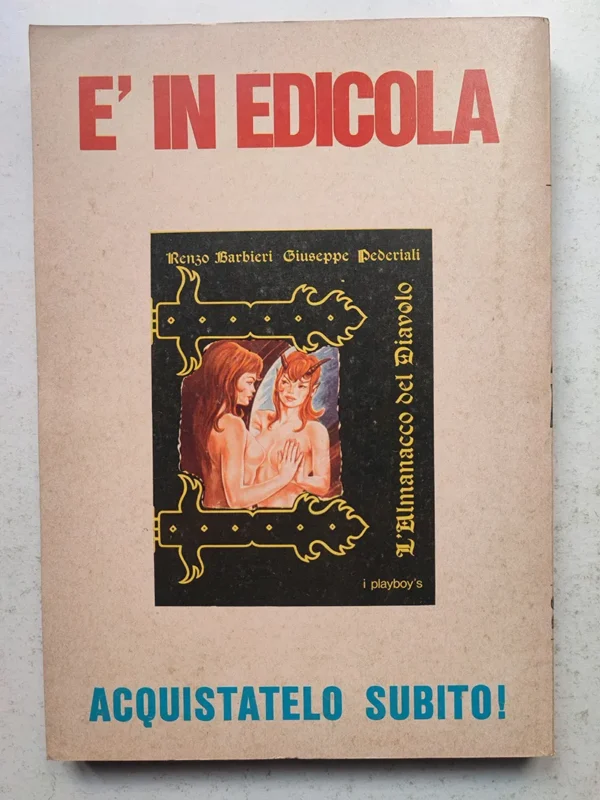 E' IN EDICOLA
Renzo Barbieri Giuseppe Pederiali
L'Almanacco del Diavolo
i playboy's
ACQUISTATELO SUBITO!